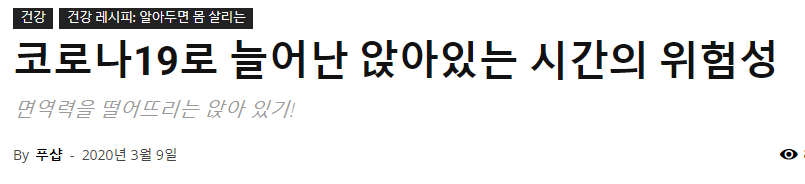 건강 건강 레시피: 알아두면 몸 살리는
코로나19로 늘어난 앉아있는 시간의 위험성
면역력을 떨어뜨리는 앉아 있기!
By 푸샵 - 2020년 3월 9일